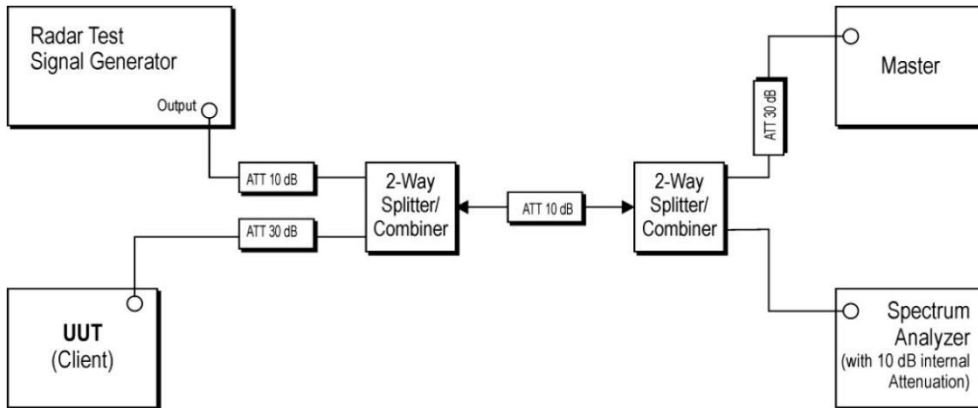 Radar Test
Signal Generator
Output
Master
ATT 30 dB
ATT 10 dB
2-Way
Splitter/
Combiner
ATT 10 dB
2-Way
Splitter/
Combiner
ATT 30 dB
UUT
(Client)
Spectrum
Analyzer
(with 10 dB internal
Attenuation)